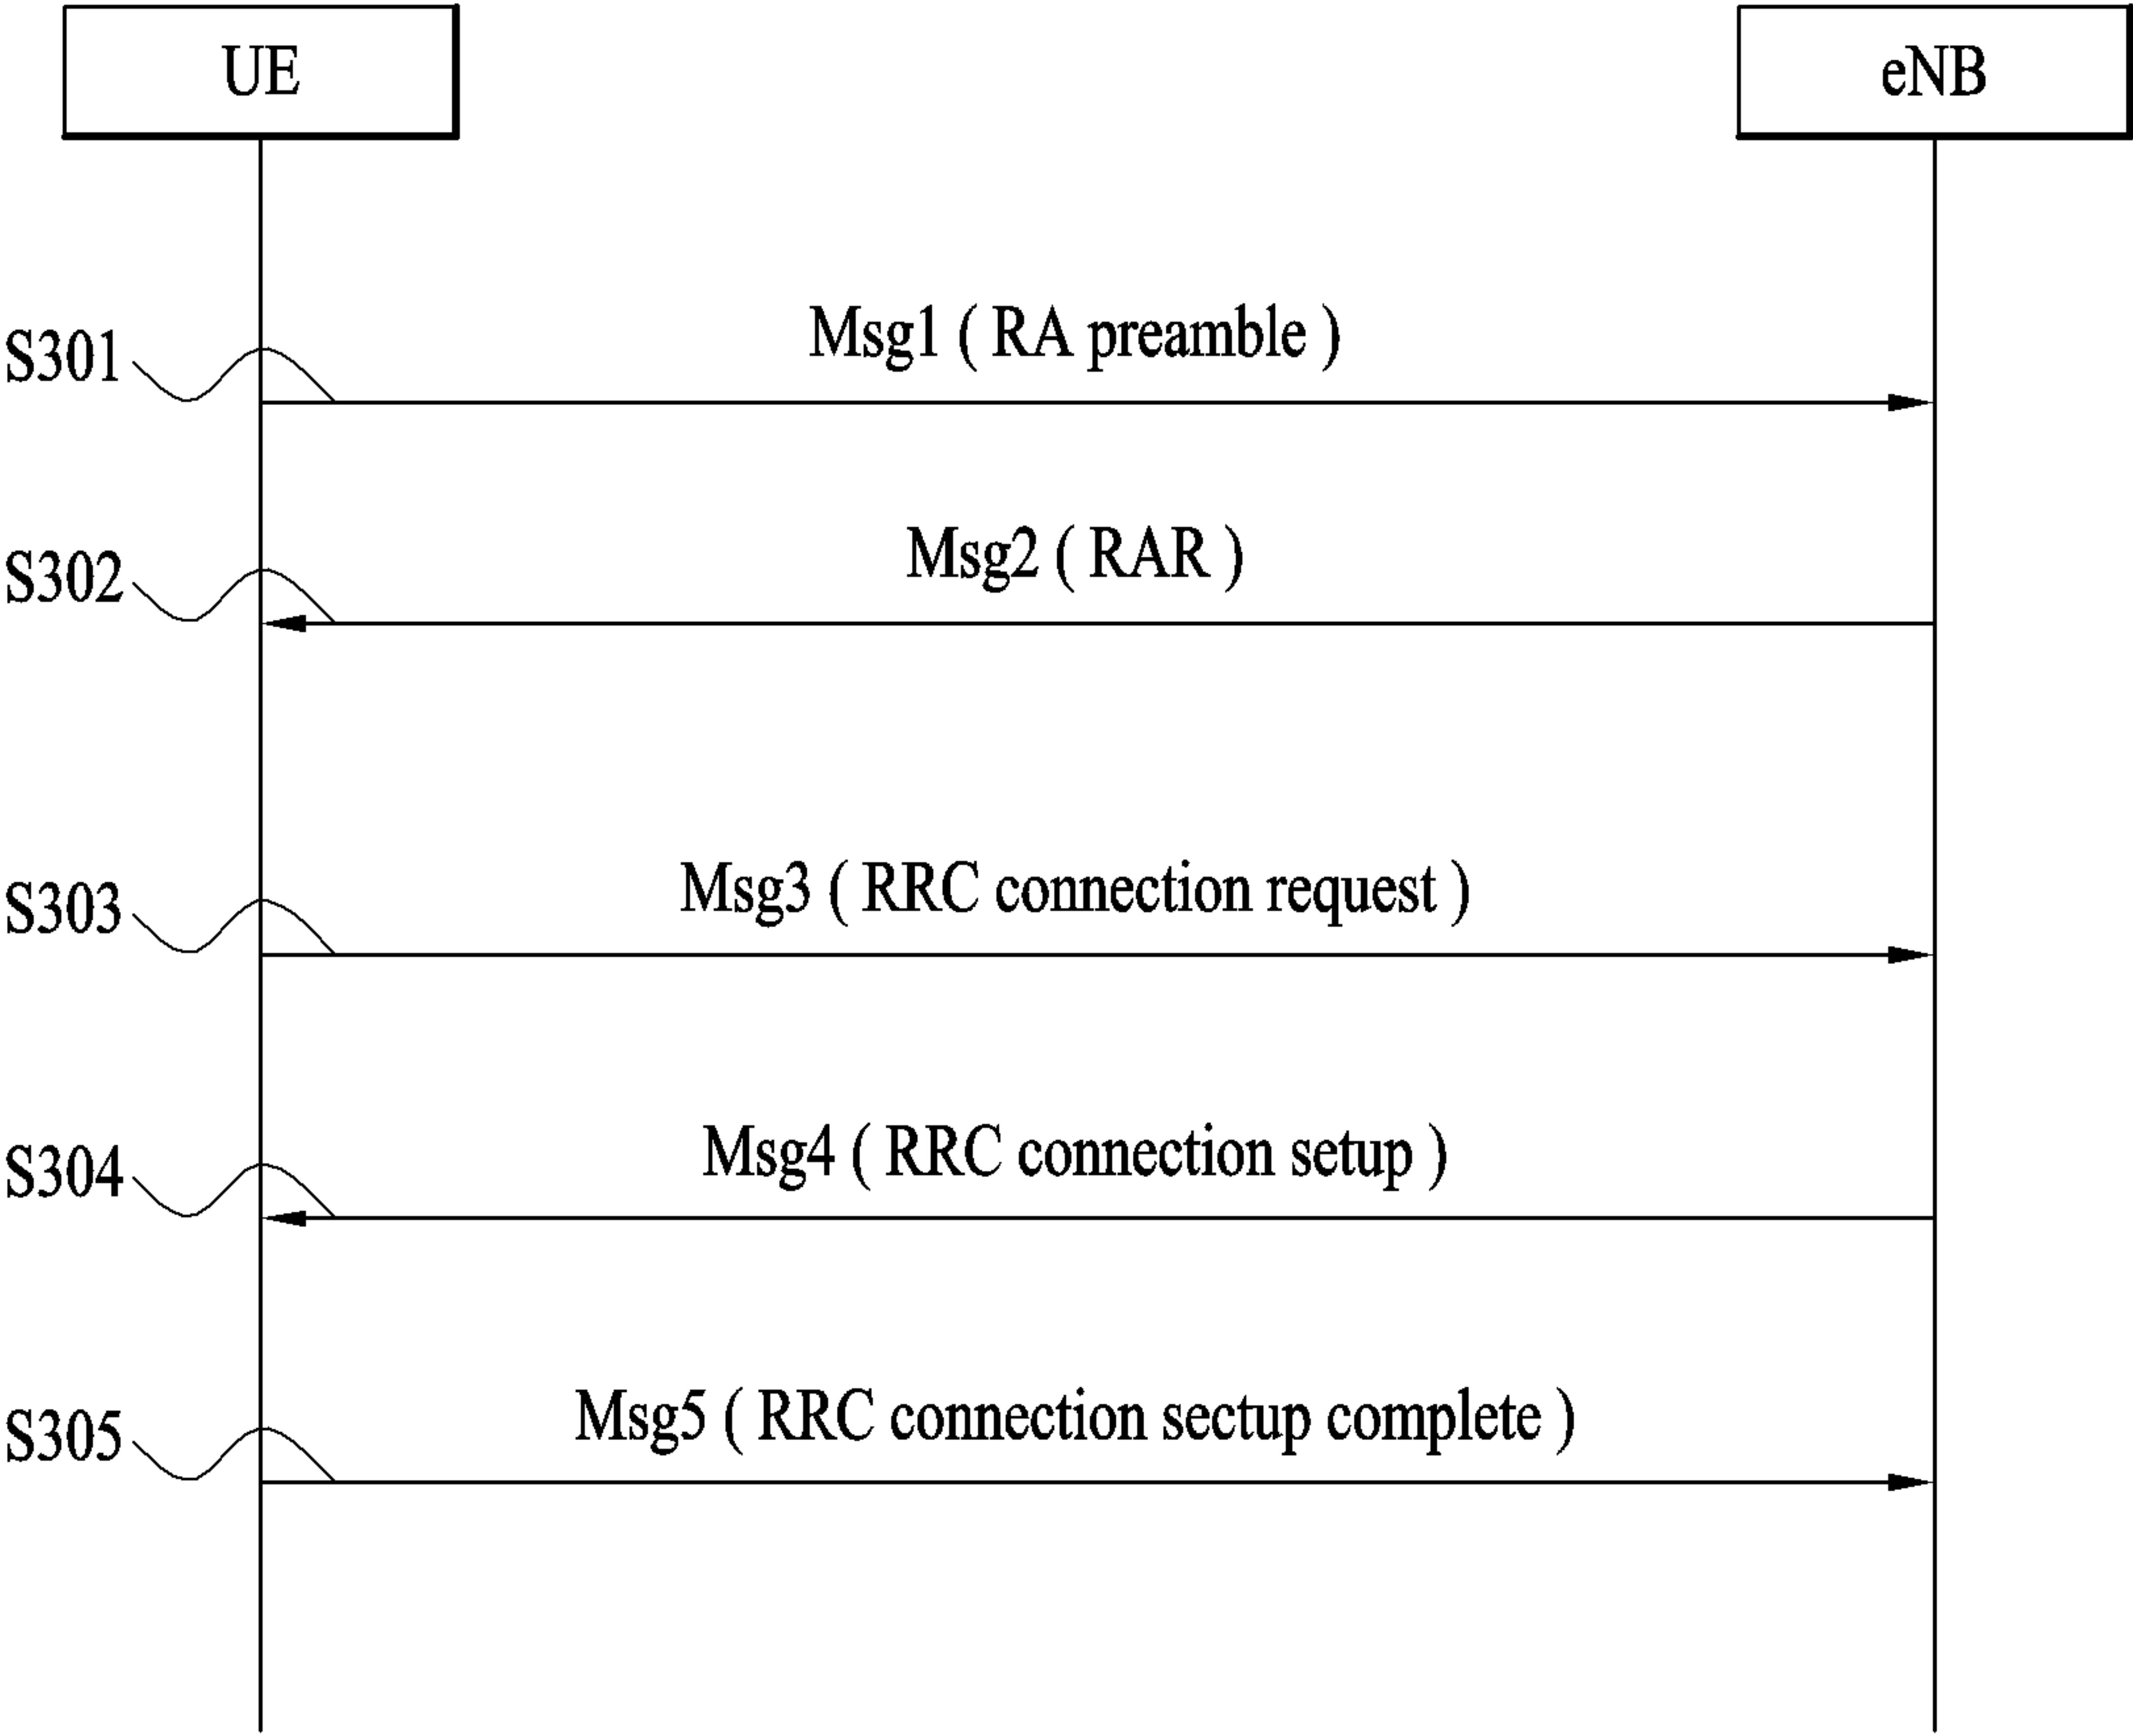 UE
eNB
S301
Msg1 ( RA preamble )
S302
Msg2 ( RAR )
S303
Msg3 ( RRC connection request )
S304
Msg4 ( RRC connection setup )
S305
Msg5 ( RRC connection sectup complete )